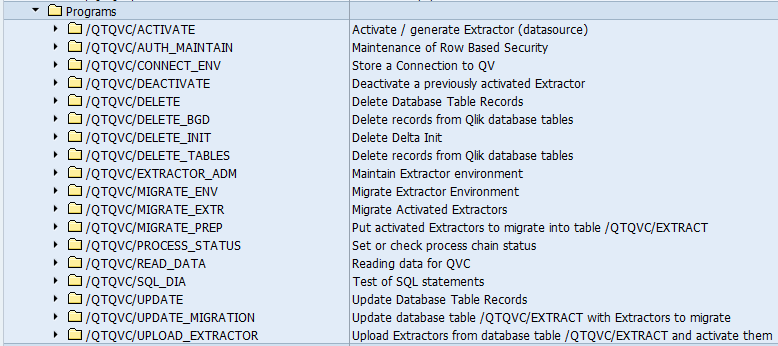 Programs
/QTQVC/ACTIVATE Activate / generate Extractor (datasource)
/QTQVC/AUTH_MAINTAIN Maintenance of Row Based Security
/QTQVC/CONNECT_ENV Store a Connection to QV
/QTQVC/DEACTIVATE Deactivate a previously activated Extractor
/QTQVC/DELETE Delete Database Table Records
/QTQVC/DELETE_BGD Delete records from Qlik database tables
/QTQVC/DELETE_INIT Delete Delta Init
/QTQVC/DELETE_TABLES Delete records from Qlik database tables
/QTQVC/EXTRACTOR_ADM Maintain Extractor environment
/QTQVC/MIGRATE_ENV Migrate Extractor Environment
/QTQVC/MIGRATE_EXTR Migrate Activated Extractors
/QTQVC/MIGRATE_PREP Put activated Extractors to migrate into table /QTQVC/EXTRACT
/QTQVC/PROCESS_STATUS Set or check process chain status
/QTQVC/READ_DATA Reading data for QVC
/QTQVC/SQL_DIA Test of SQL statements
/QTQVC/UPDATE Update Database Table Records
/QTQVC/UPDATE_MIGRATION Update database table /QTQVC/EXTRACT with Extractors to migrate
/QTQVC/UPLOAD_EXTRACTOR Upload Extractors from database table /QTQVC/EXTRACT and activate them